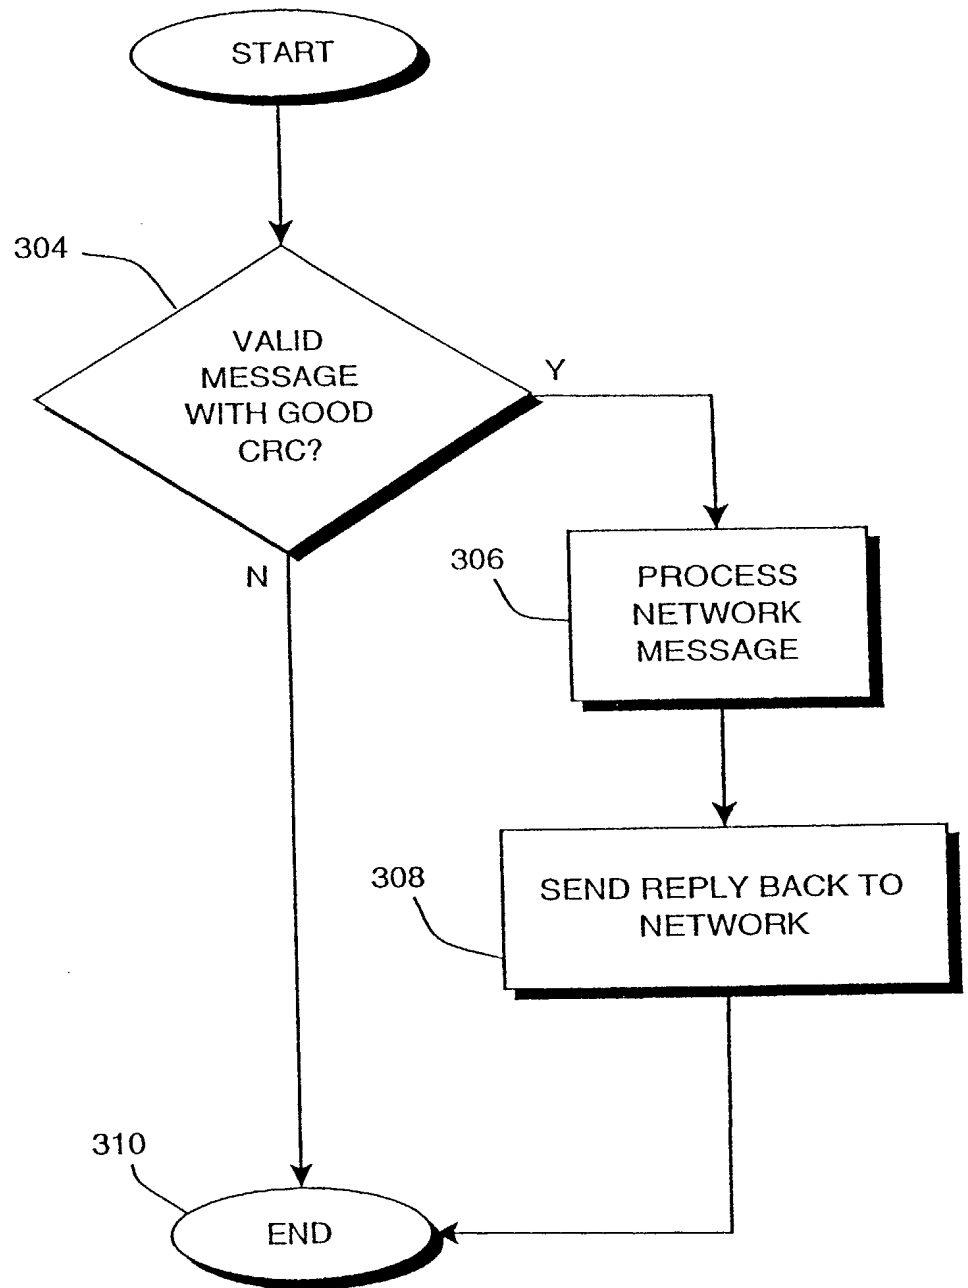 START
304
VALID
MESSAGE
WITH GOOD
CRC?
Y
N
306
PROCESS
NETWORK
MESSAGE
308
SEND REPLY BACK TO
NETWORK
310
END